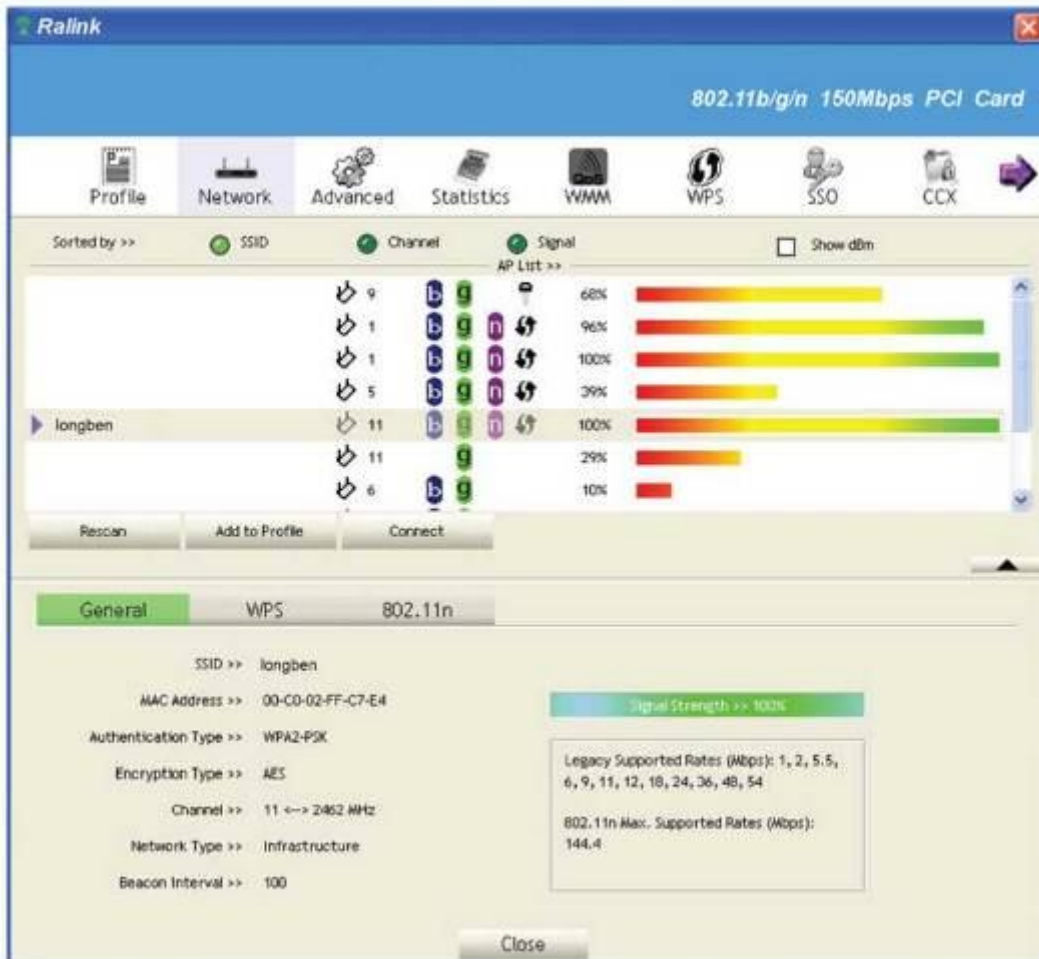 Ralink
802.11b/g/n 150Mbps PCI Card
Profile Network Advanced Statistics QoS WMM WPS SSO CCX
Sorted by >> SSID Channel Signal Show dBm
AP List >>
9 b g 68%
1 b g n 96%
1 b g n 100%
5 b g n 39%
longben 11 b g n 100%
11 g 29%
6 b g 10%
Rescan Add to Profile Connect
General WPS 802.11n
SSID >> longben
MAC Address >> 00-C0-02-FF-C7-E4
Authentication Type >> WPA2-PSK
Encryption Type >> AES
Channel >> 11 <--> 2462 MHz
Network Type >> Infrastructure
Beacon Interval >> 100
Signal Strength >> 100%
Legacy Supported Rates (Mbps): 1, 2, 5.5,
6, 9, 11, 12, 18, 24, 36, 48, 54
802.11n Max. Supported Rates (Mbps):
144.4
Close